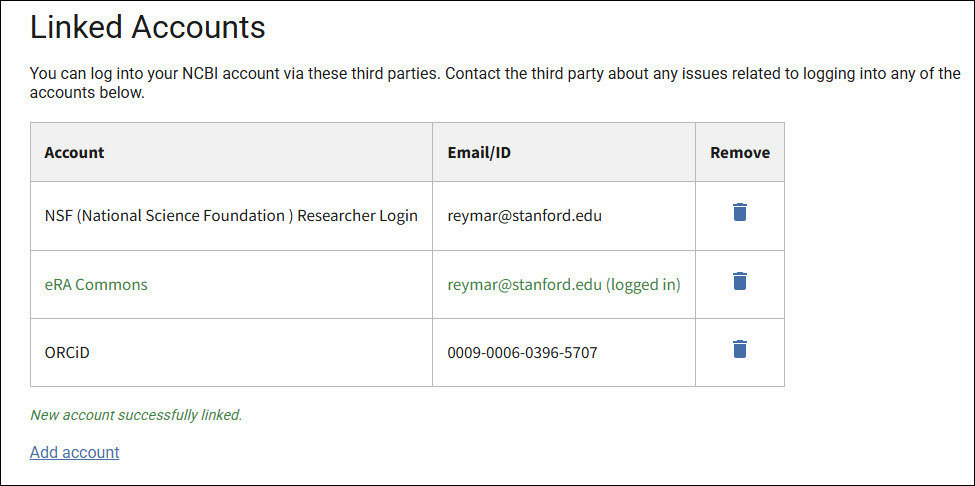 Linked Accounts
You can log into your NCBI account via these third parties. Contact the third party about any issues related to logging into any of the
accounts below.
Account Email/ID Remove
NSF (National Science Foundation ) Researcher Login reymar@stanford.edu
eRA Commons reymar@stanford.edu (logged in)
ORCiD 0009-0006-0396-5707
New account successfully linked.
Add account